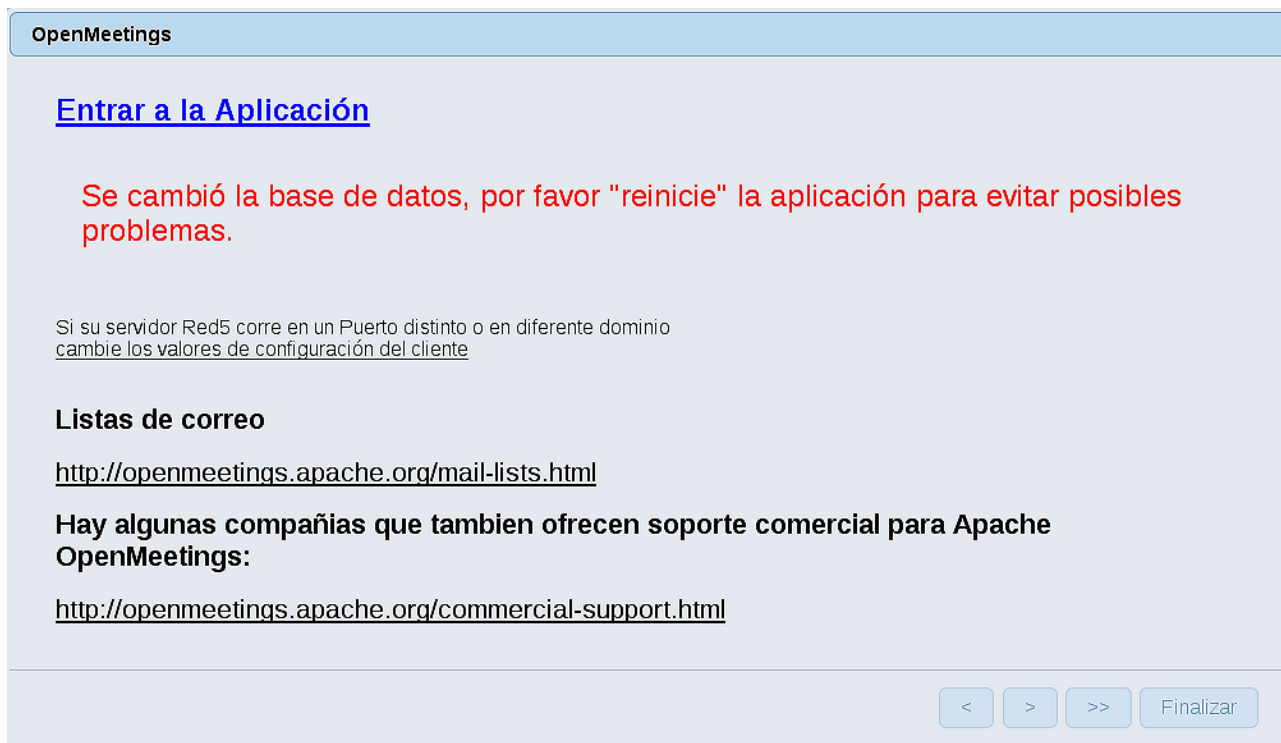 OpenMeetings
Entrar a la Aplicación
Se cambió la base de datos, por favor "reinicie" la aplicación para evitar posibles
problemas.
Si su servidor Red5 corre en un Puerto distinto o en diferente dominio
cambie los valores de configuración del cliente
Listas de correo
http://openmeetings.apache.org/mail-lists.html
Hay algunas compañias que tambien ofrecen soporte comercial para Apache
OpenMeetings:
http://openmeetings.apache.org/commercial-support.html
< > >> Finalizar